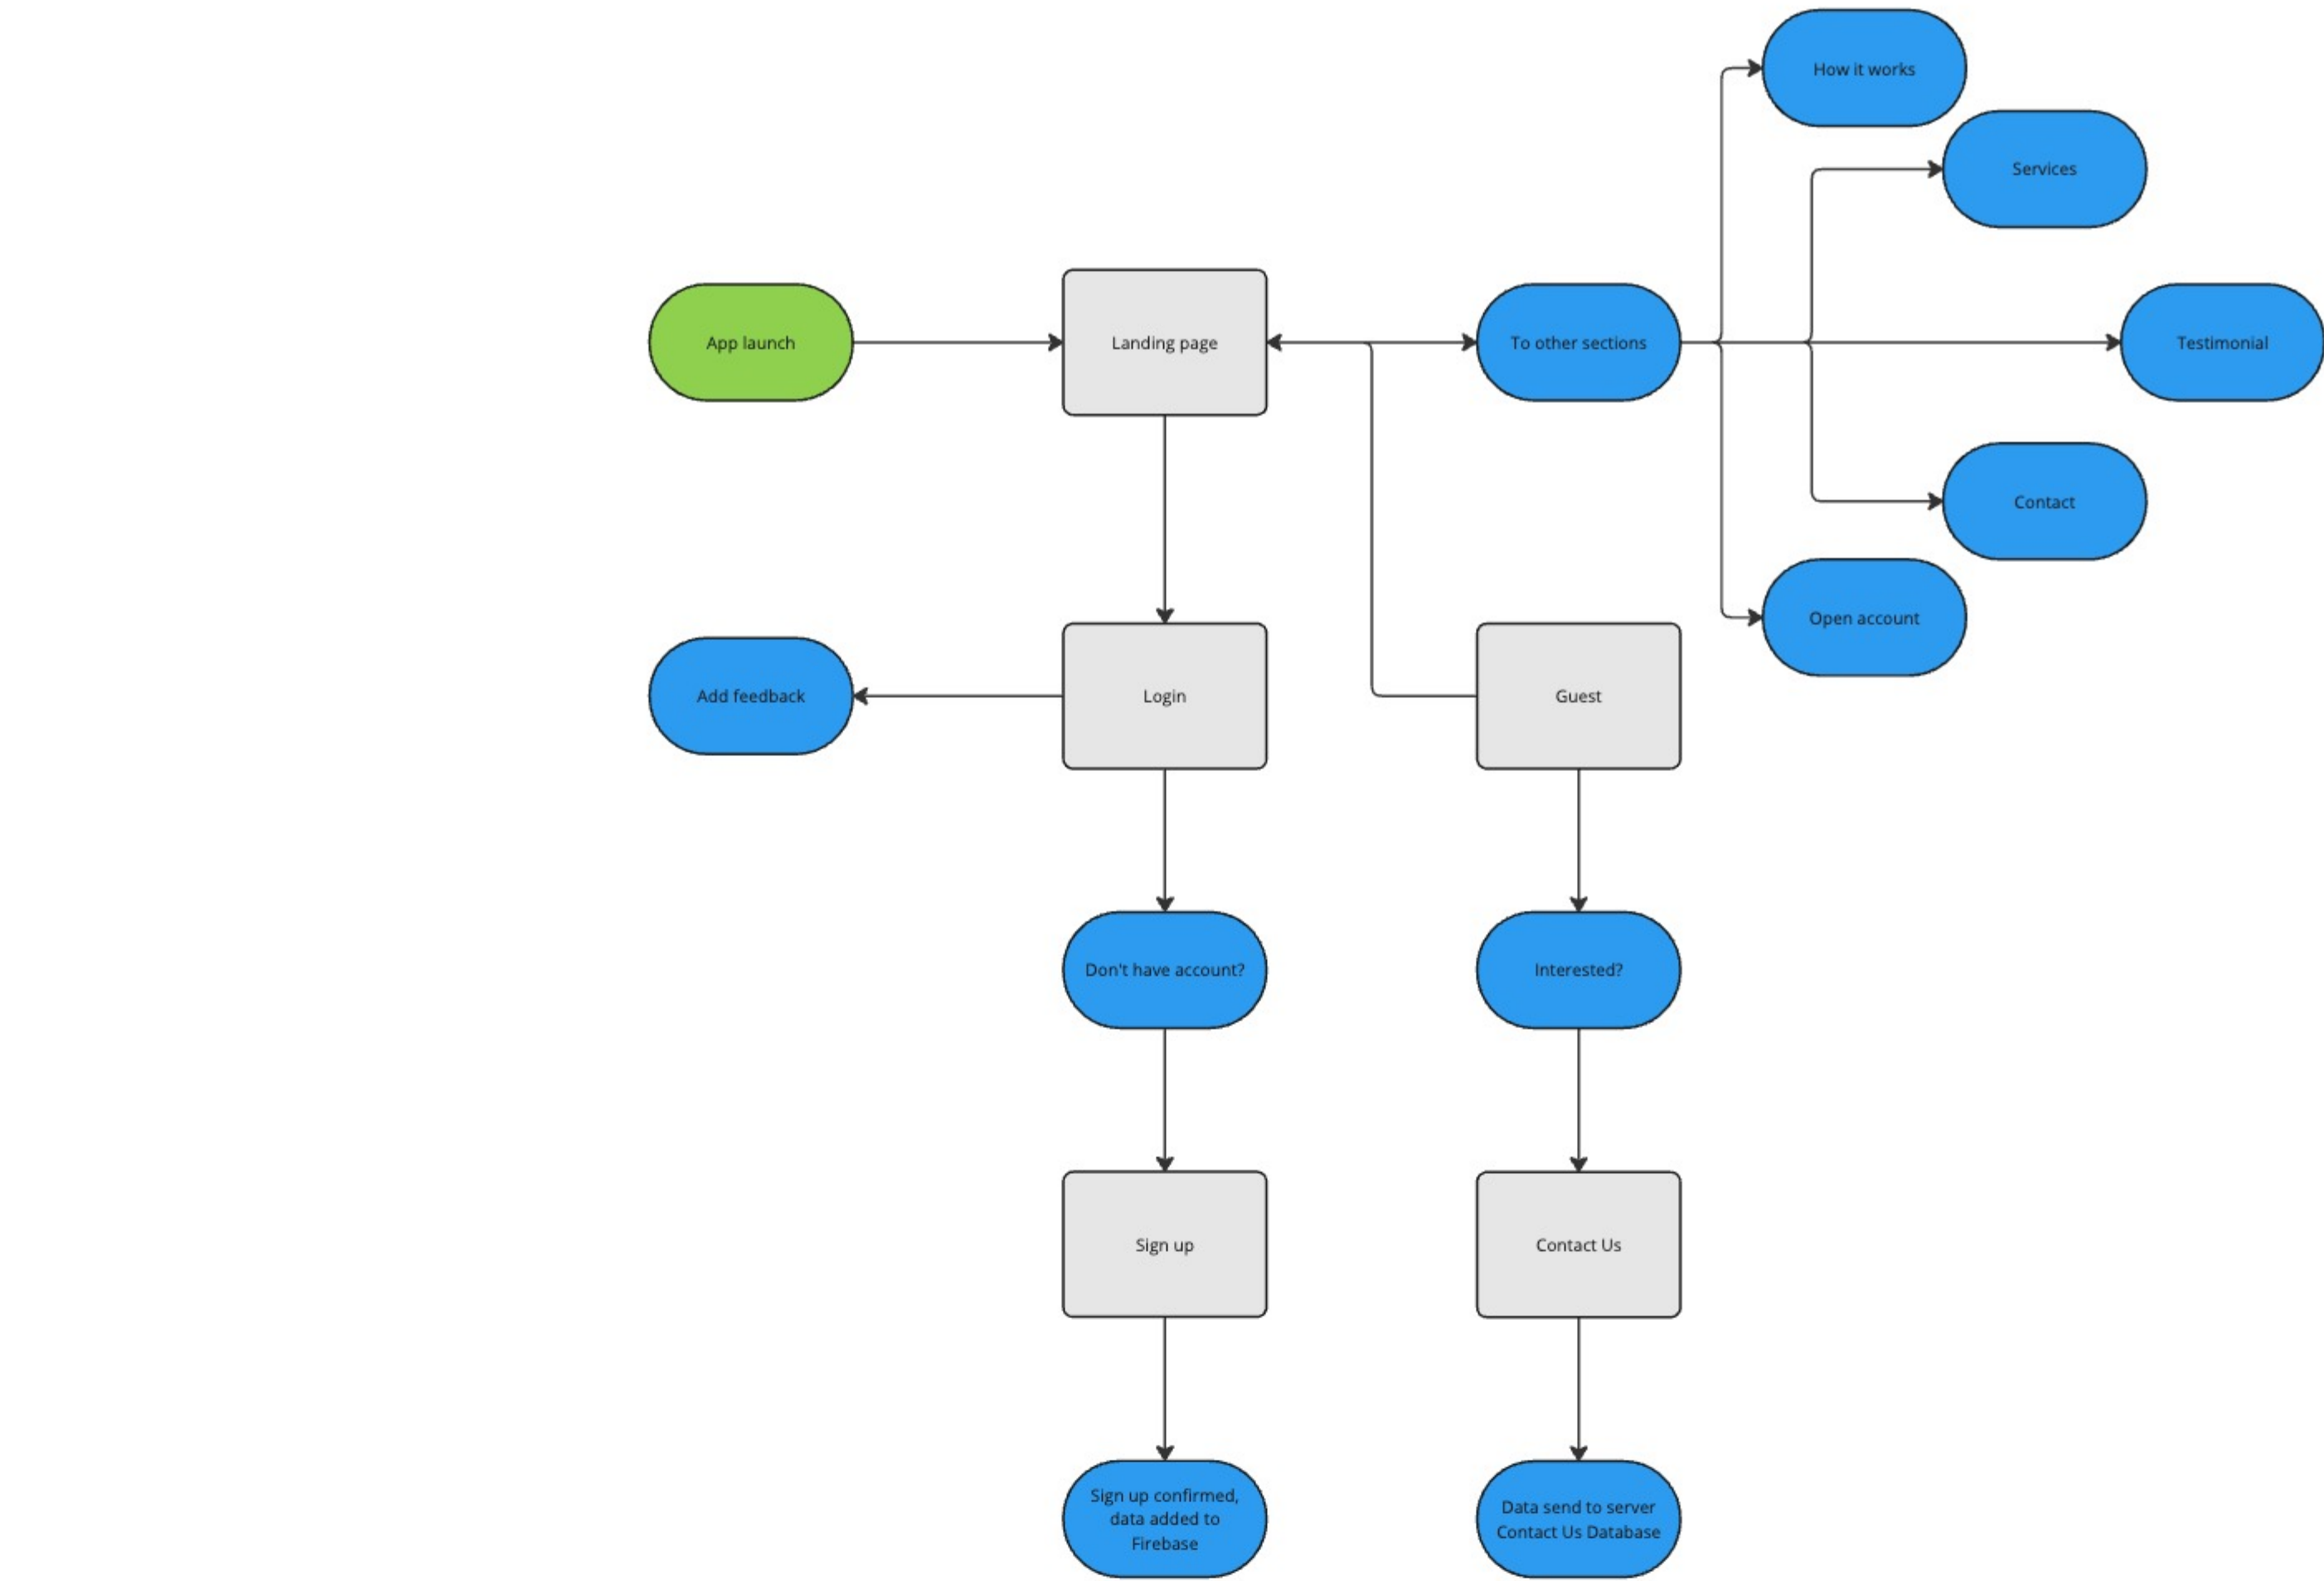 How it works
Services
App launch
Landing page
To other sections
Testimonial
Contact
Open account
Add feedback
Login
Guest
Don't have account?
Interested?
Sign up
Contact Us
Sign up confirmed,
data added to
Firebase
Data send to server
Contact Us Database